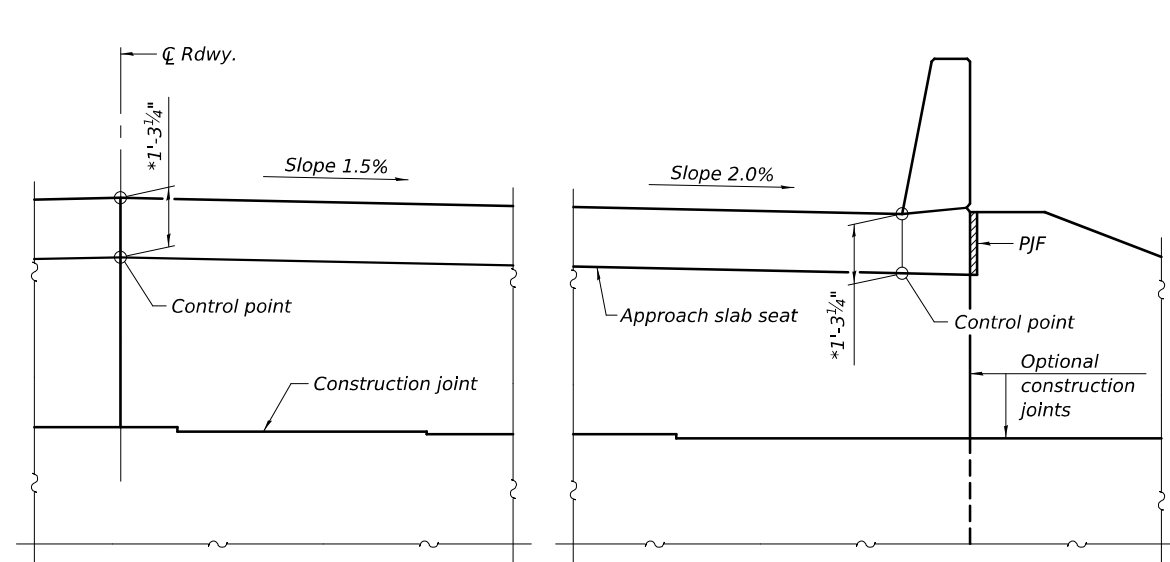 ℄ Rdwy.
*1'-3¼"
Slope 1.5%
Control point
Construction joint
Slope 2.0%
PJF
Approach slab seat
*1'-3¼"
Control point
Optional
construction
joints